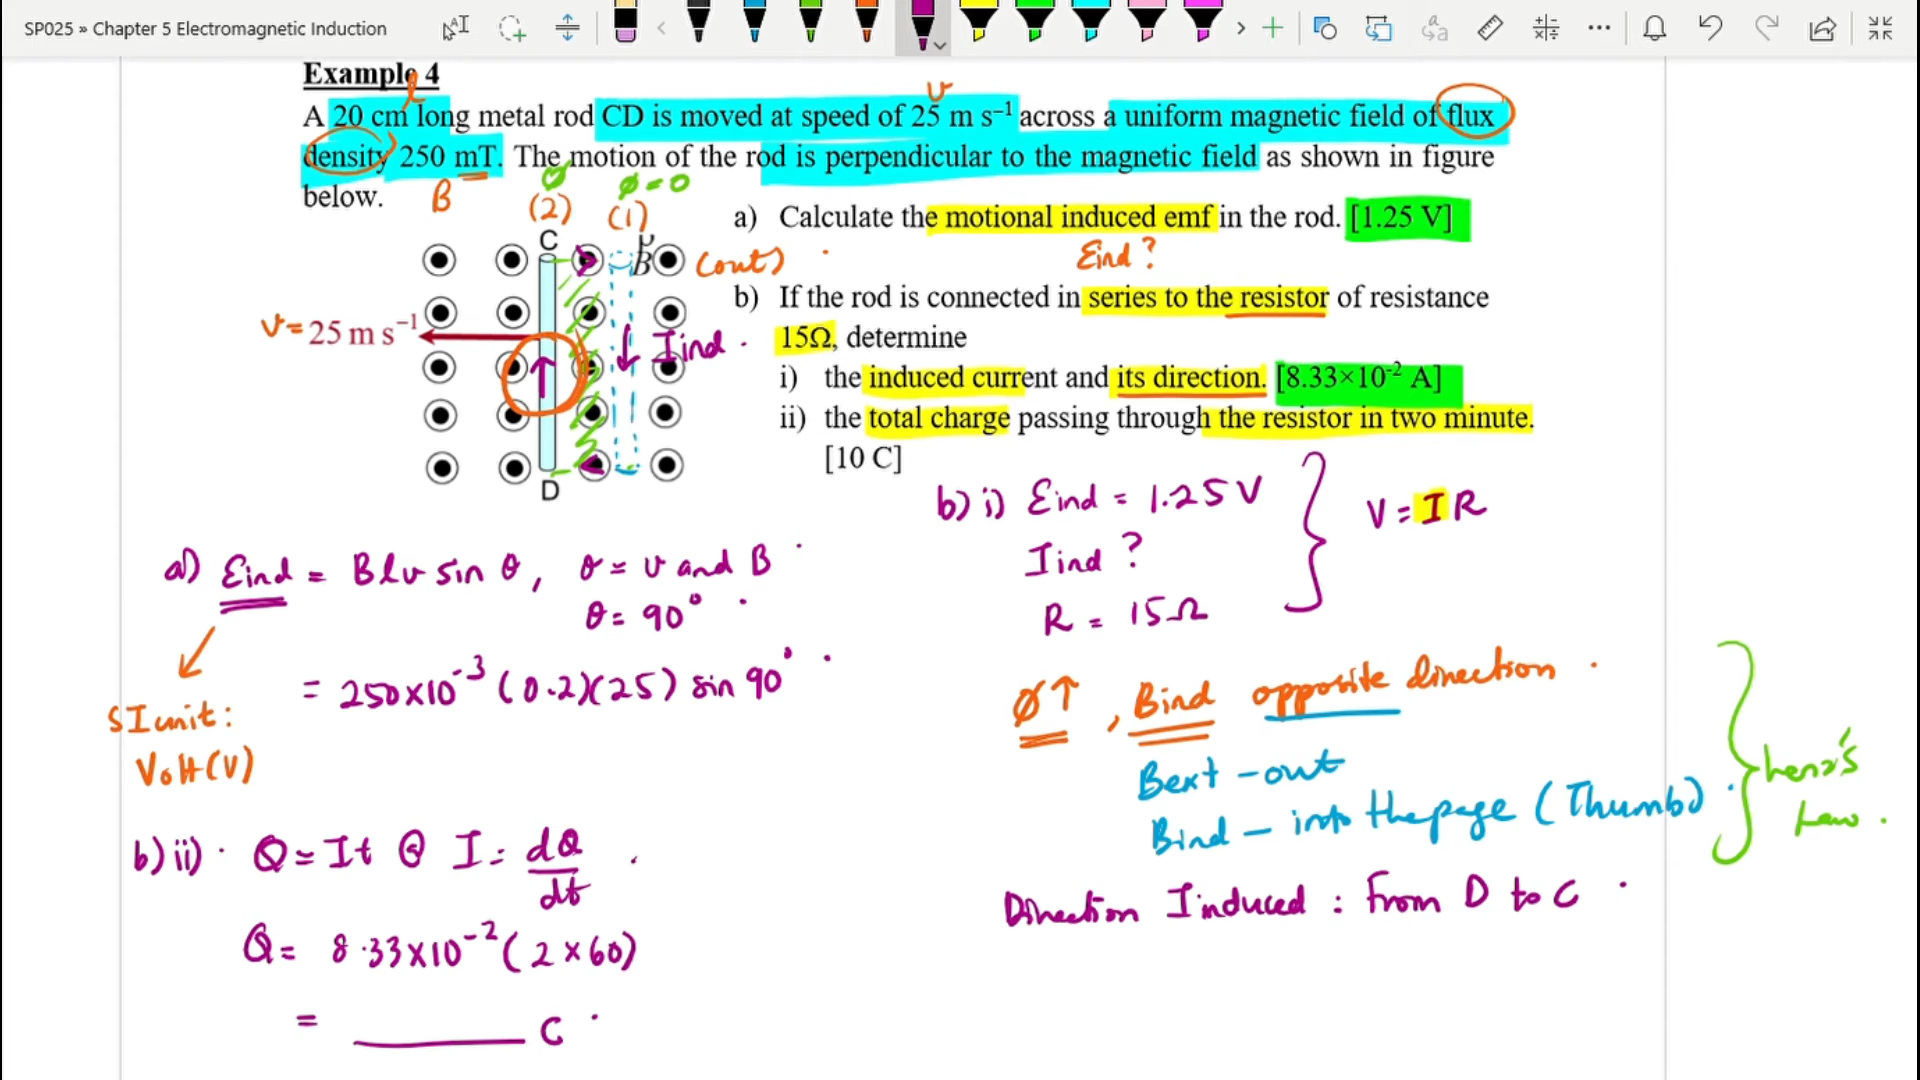 SP025 » Chapter 5 Electromagnetic Induction
Example 4
l
v
A 20 cm long metal rod CD is moved at speed of 25 m s⁻¹ across a uniform magnetic field of flux
density 250 mT. The motion of the rod is perpendicular to the magnetic field as shown in figure
below.
B
Ø
Ø = 0
(2)
(1)
C
B
(out)
v = 25 m s⁻¹
I ind
D
a) Calculate the motional induced emf in the rod. [1.25 V]
Eind ?
b) If the rod is connected in series to the resistor of resistance
15Ω, determine
i) the induced current and its direction. [8.33×10⁻² A]
ii) the total charge passing through the resistor in two minute.
[10 C]
a) Eind = Blv sin θ, θ = v and B
θ = 90°
= 250×10⁻³ (0.2)(25) sin 90°
SI unit:
Volt (V)
b) i) Eind = 1.25 V
V = IR
I ind ?
R = 15Ω
Ø↑, Bind opposite direction
Bext - out
Bind - into the page (Thumb)
Lenz's
Law.
Direction I induced : From D to C
b) ii) Q = It @ I = dQ/dt
Q = 8.33×10⁻² (2×60)
= ________ C